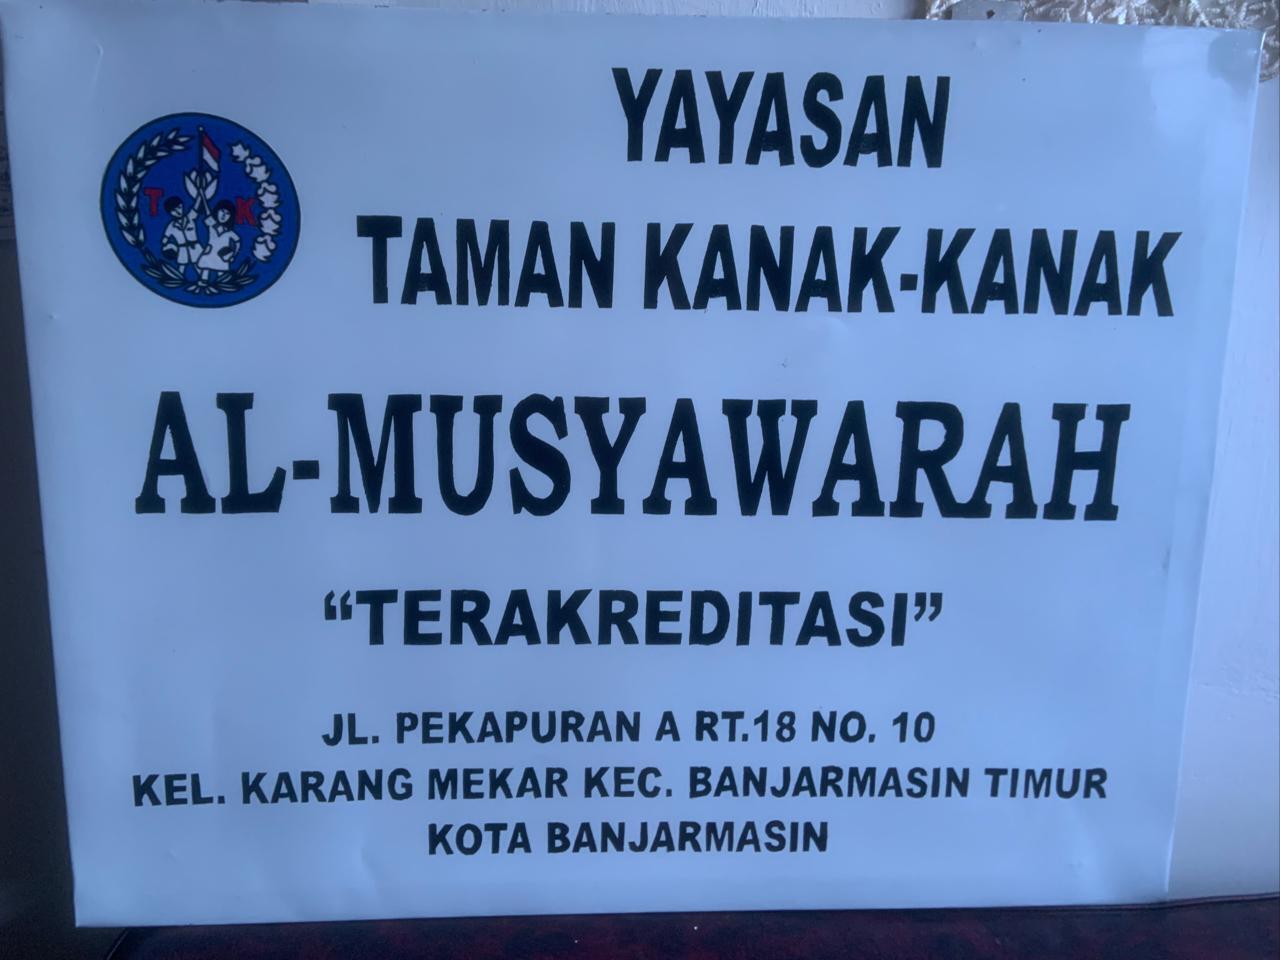 YAYASAN
TAMAN KANAK-KANAK
T K
AL-MUSYAWARAH
“TERAKREDITASI”
JL. PEKAPURAN A RT.18 NO. 10
KEL. KARANG MEKAR KEC. BANJARMASIN TIMUR
KOTA BANJARMASIN